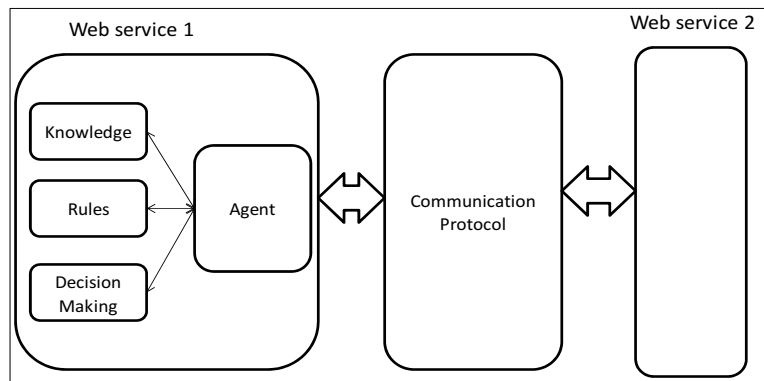 Web service 1
Web service 2
Knowledge
Rules
Decision
Making
Agent
Communication
Protocol